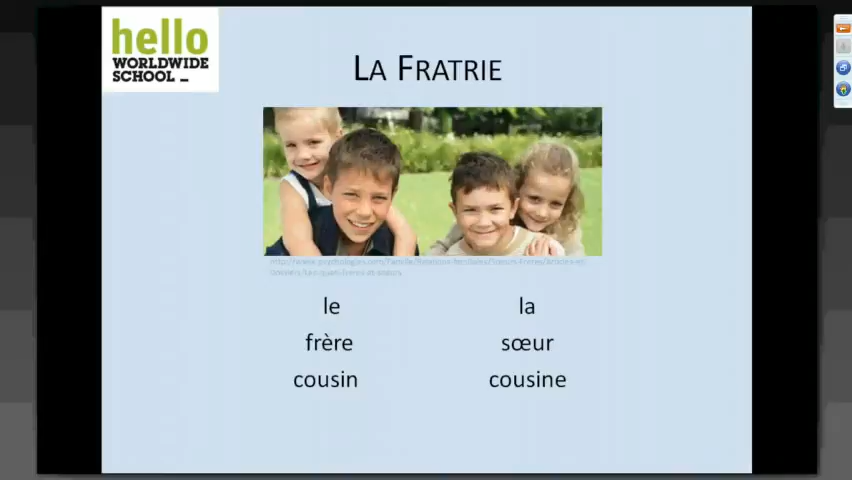 hello
WORLDWIDE
SCHOOL
LA FRATRIE
le
la
frère
sœur
cousin
cousine